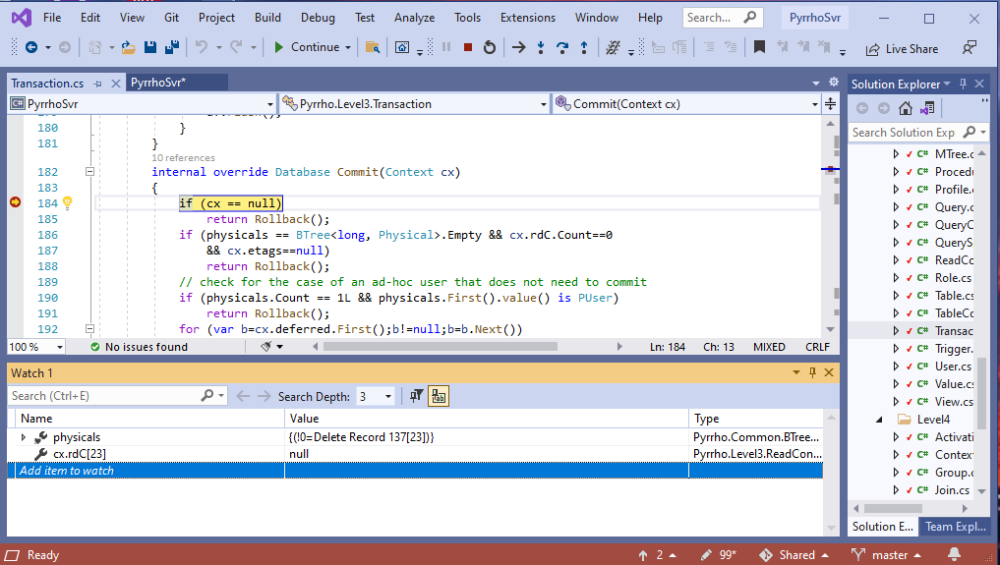 File Edit View Git Project Build Debug Test Analyze Tools Extensions Window Help Search... PyrrhoSvr
Continue Live Share
Transaction.cs PyrrhoSvr*
PyrrhoSvr Pyrrho.Level3.Transaction Commit(Context cx)
180 }
181 }
10 references
182 internal override Database Commit(Context cx)
183 {
184 if (cx == null)
185 return Rollback();
186 if (physicals == BTree<long, Physical>.Empty && cx.rdC.Count==0
187 && cx.etags==null)
188 return Rollback();
189 // check for the case of an ad-hoc user that does not need to commit
190 if (physicals.Count == 1L && physicals.First().value() is PUser)
191 return Rollback();
192 for (var b=cx.deferred.First();b!=null;b=b.Next())
100 % No issues found Ln: 184 Ch: 13 MIXED CRLF
Watch 1
Search (Ctrl+E) Search Depth: 3
Name Value Type
physicals {(!0=Delete Record 137[23])} Pyrrho.Common.BTree...
cx.rdC[23] null Pyrrho.Level3.ReadCon...
Add item to watch
Solution Explorer
Search Solution Exp
C# MTree.c
C# Procedu
C# Profile.
C# Query.c
C# QueryC
C# QueryS
C# ReadCo
C# Role.cs
C# Table.cs
C# TableCo
C# Transac
C# Trigger.
C# User.cs
C# Value.cs
C# View.cs
Level4
C# Activati
C# Context
C# Group.c
C# Join.cs
Solution E... Team Expl...
Ready 2 99* Shared master